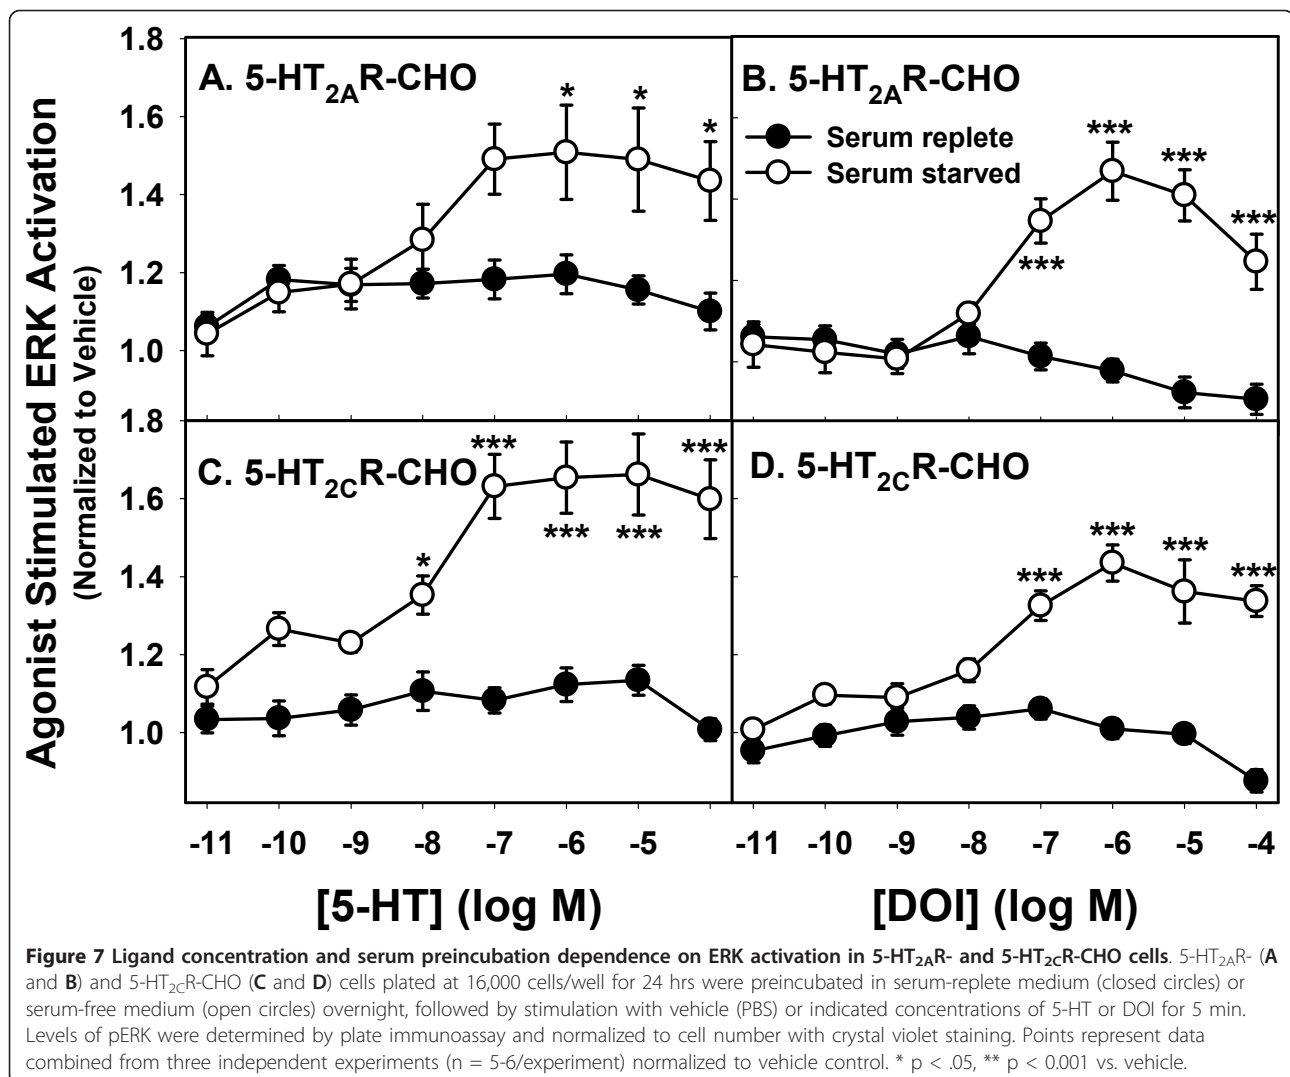 Agonist Stimulated ERK Activation
(Normalized to Vehicle)
1.8
1.6
1.4
1.2
1.0
A. 5-HT2AR-CHO
* * *
B. 5-HT2AR-CHO
Serum replete
Serum starved
*** *** *** ***
1.8
1.6
1.4
1.2
1.0
C. 5-HT2CR-CHO
* *** *** *** ***
D. 5-HT2CR-CHO
*** *** *** ***
-11 -10 -9 -8 -7 -6 -5
-11 -10 -9 -8 -7 -6 -5 -4
[5-HT] (log M)
[DOI] (log M)
Figure 7 Ligand concentration and serum preincubation dependence on ERK activation in 5-HT2AR- and 5-HT2CR-CHO cells. 5-HT2AR- (A
and B) and 5-HT2CR-CHO (C and D) cells plated at 16,000 cells/well for 24 hrs were preincubated in serum-replete medium (closed circles) or
serum-free medium (open circles) overnight, followed by stimulation with vehicle (PBS) or indicated concentrations of 5-HT or DOI for 5 min.
Levels of pERK were determined by plate immunoassay and normalized to cell number with crystal violet staining. Points represent data
combined from three independent experiments (n = 5-6/experiment) normalized to vehicle control. * p < .05, ** p < 0.001 vs. vehicle.